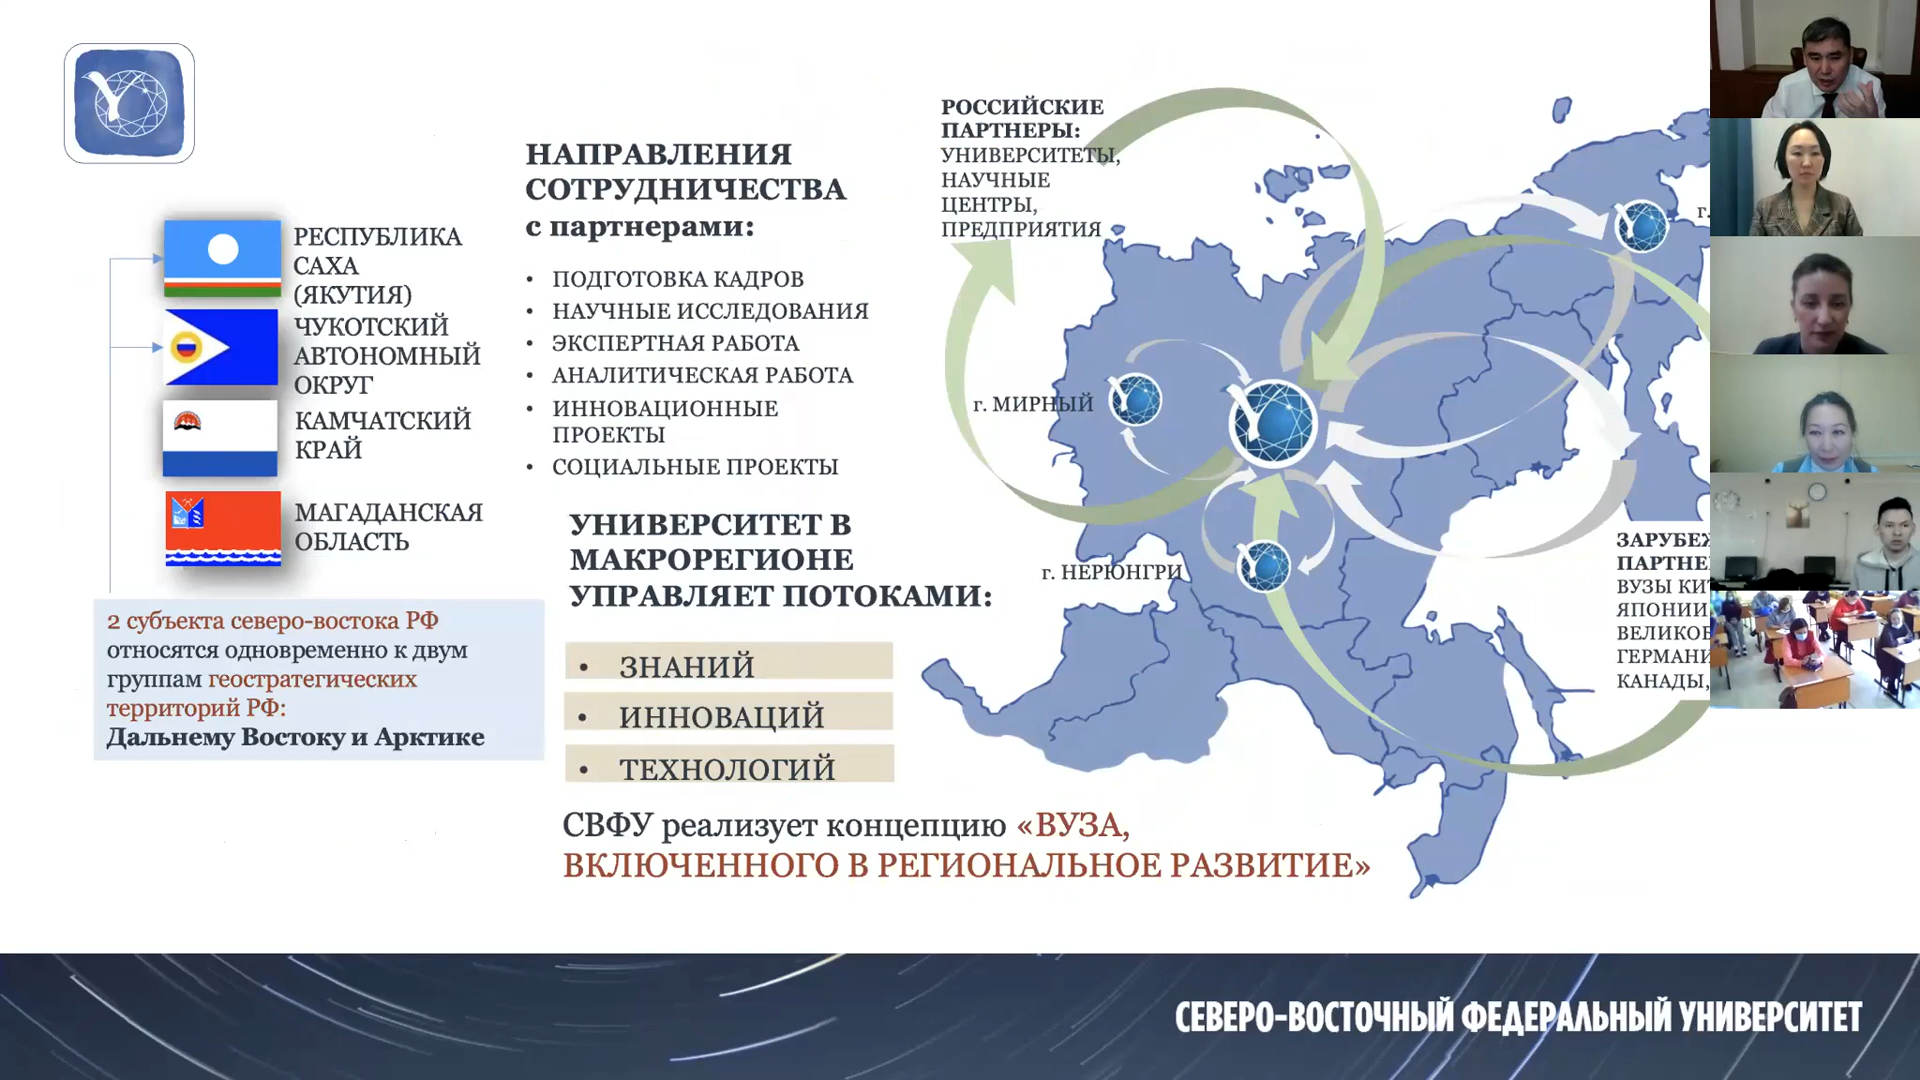 РЕСПУБЛИКА
САХА
(ЯКУТИЯ)
ЧУКОТСКИЙ
АВТОНОМНЫЙ
ОКРУГ
КАМЧАТСКИЙ
КРАЙ
МАГАДАНСКАЯ
ОБЛАСТЬ
2 субъекта северо-востока РФ
относятся одновременно к двум
группам геостратегических
территорий РФ:
Дальнему Востоку и Арктике
НАПРАВЛЕНИЯ
СОТРУДНИЧЕСТВА
с партнерами:
• ПОДГОТОВКА КАДРОВ
• НАУЧНЫЕ ИССЛЕДОВАНИЯ
• ЭКСПЕРТНАЯ РАБОТА
• АНАЛИТИЧЕСКАЯ РАБОТА
• ИННОВАЦИОННЫЕ
ПРОЕКТЫ
• СОЦИАЛЬНЫЕ ПРОЕКТЫ
УНИВЕРСИТЕТ В
МАКРОРЕГИОНЕ
УПРАВЛЯЕТ ПОТОКАМИ:
• ЗНАНИЙ
• ИННОВАЦИЙ
• ТЕХНОЛОГИЙ
СВФУ реализует концепцию «ВУЗА,
ВКЛЮЧЕННОГО В РЕГИОНАЛЬНОЕ РАЗВИТИЕ»
РОССИЙСКИЕ
ПАРТНЕРЫ:
УНИВЕРСИТЕТЫ,
НАУЧНЫЕ
ЦЕНТРЫ,
ПРЕДПРИЯТИЯ
г. МИРНЫЙ
г. НЕРЮНГРИ
г.
ВУЗЫ
КАНАДЫ,
СЕВЕРО-ВОСТОЧНЫЙ ФЕДЕРАЛЬНЫЙ УНИВЕРСИТЕТ